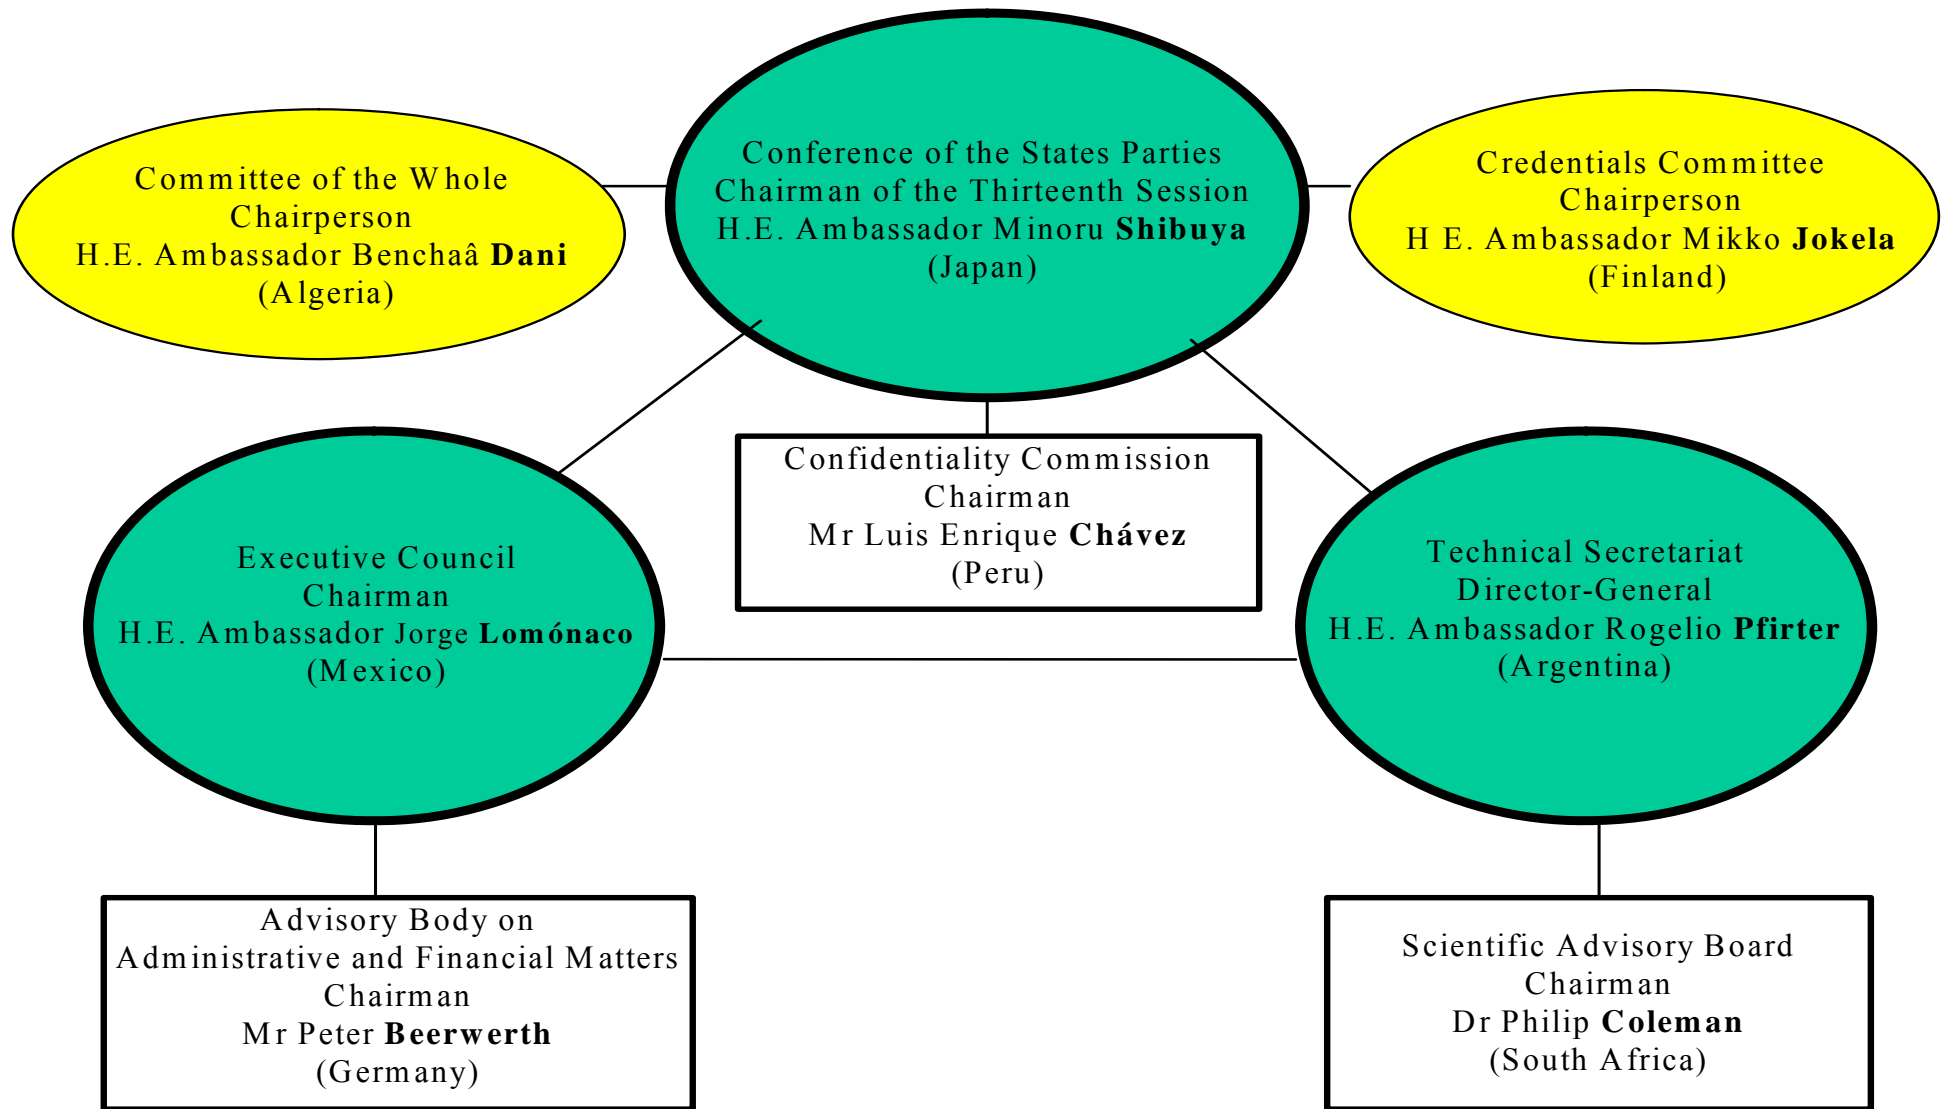 Conference of the States Parties
Chairman of the Thirteenth Session
H.E. Ambassador Minoru Shibuya
(Japan)
Committee of the Whole
Chairperson
H.E. Ambassador Benchaâ Dani
(Algeria)
Credentials Committee
Chairperson
H E. Ambassador Mikko Jokela
(Finland)
Confidentiality Commission
Chairman
Mr Luis Enrique Chávez
(Peru)
Executive Council
Chairman
H.E. Ambassador Jorge Lomónaco
(Mexico)
Technical Secretariat
Director-General
H.E. Ambassador Rogelio Pfirter
(Argentina)
Advisory Body on
Administrative and Financial Matters
Chairman
Mr Peter Beerwerth
(Germany)
Scientific Advisory Board
Chairman
Dr Philip Coleman
(South Africa)